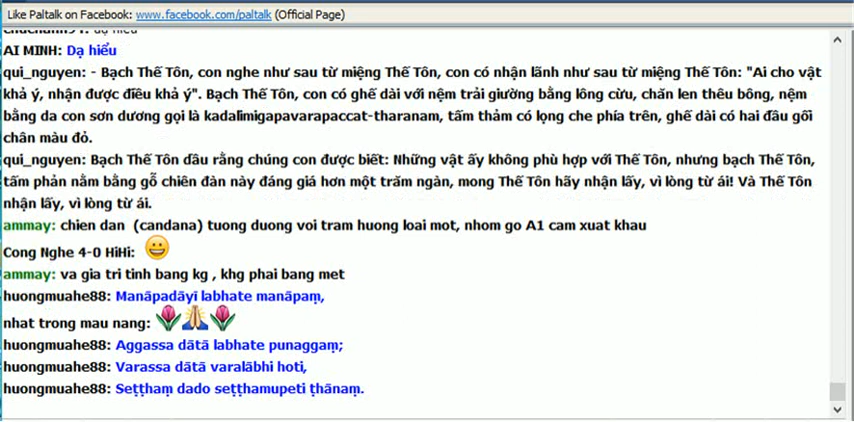 Like Paltalk on Facebook: www.facebook.com/paltalk (Official Page)
AI MINH: Dạ hiểu
qui_nguyen: - Bạch Thế Tôn, con nghe như sau từ miệng Thế Tôn, con có nhận lãnh như sau từ miệng Thế Tôn: "Ai cho vật
khả ý, nhận được điều khả ý". Bạch Thế Tôn, con có ghế dài với nệm trải giường bằng lông cừu, chăn len thêu bông, nệm
bằng da con sơn dương gọi là kadalimigapavarapaccat-tharanam, tấm thảm có lọng che phía trên, ghế dài có hai đầu gối
chân màu đỏ.
qui_nguyen: Bạch Thế Tôn dầu rằng chúng con được biết: Những vật ấy không phù hợp với Thế Tôn, nhưng bạch Thế Tôn,
tấm phản nằm bằng gỗ chiên đàn này đáng giá hơn một trăm ngàn, mong Thế Tôn hãy nhận lấy, vì lòng từ ái! Và Thế Tôn
nhận lấy, vì lòng từ ái.
ammay: chien dan (candana) tuong duong voi tram huong loai mot, nhom go A1 cam xuat khau
Cong Nghe 4-0 HiHi:
ammay: va gia tri tinh bang kg , khg phai bang met
huongmuahe88: Manāpadāyī labhate manāpaṃ,
nhat trong mau nang:
huongmuahe88: Aggassa dātā labhate punaggaṃ;
huongmuahe88: Varassa dātā varalābhi hoti,
huongmuahe88: Seṭṭhaṃ dado seṭṭhamupeti ṭhānaṃ.